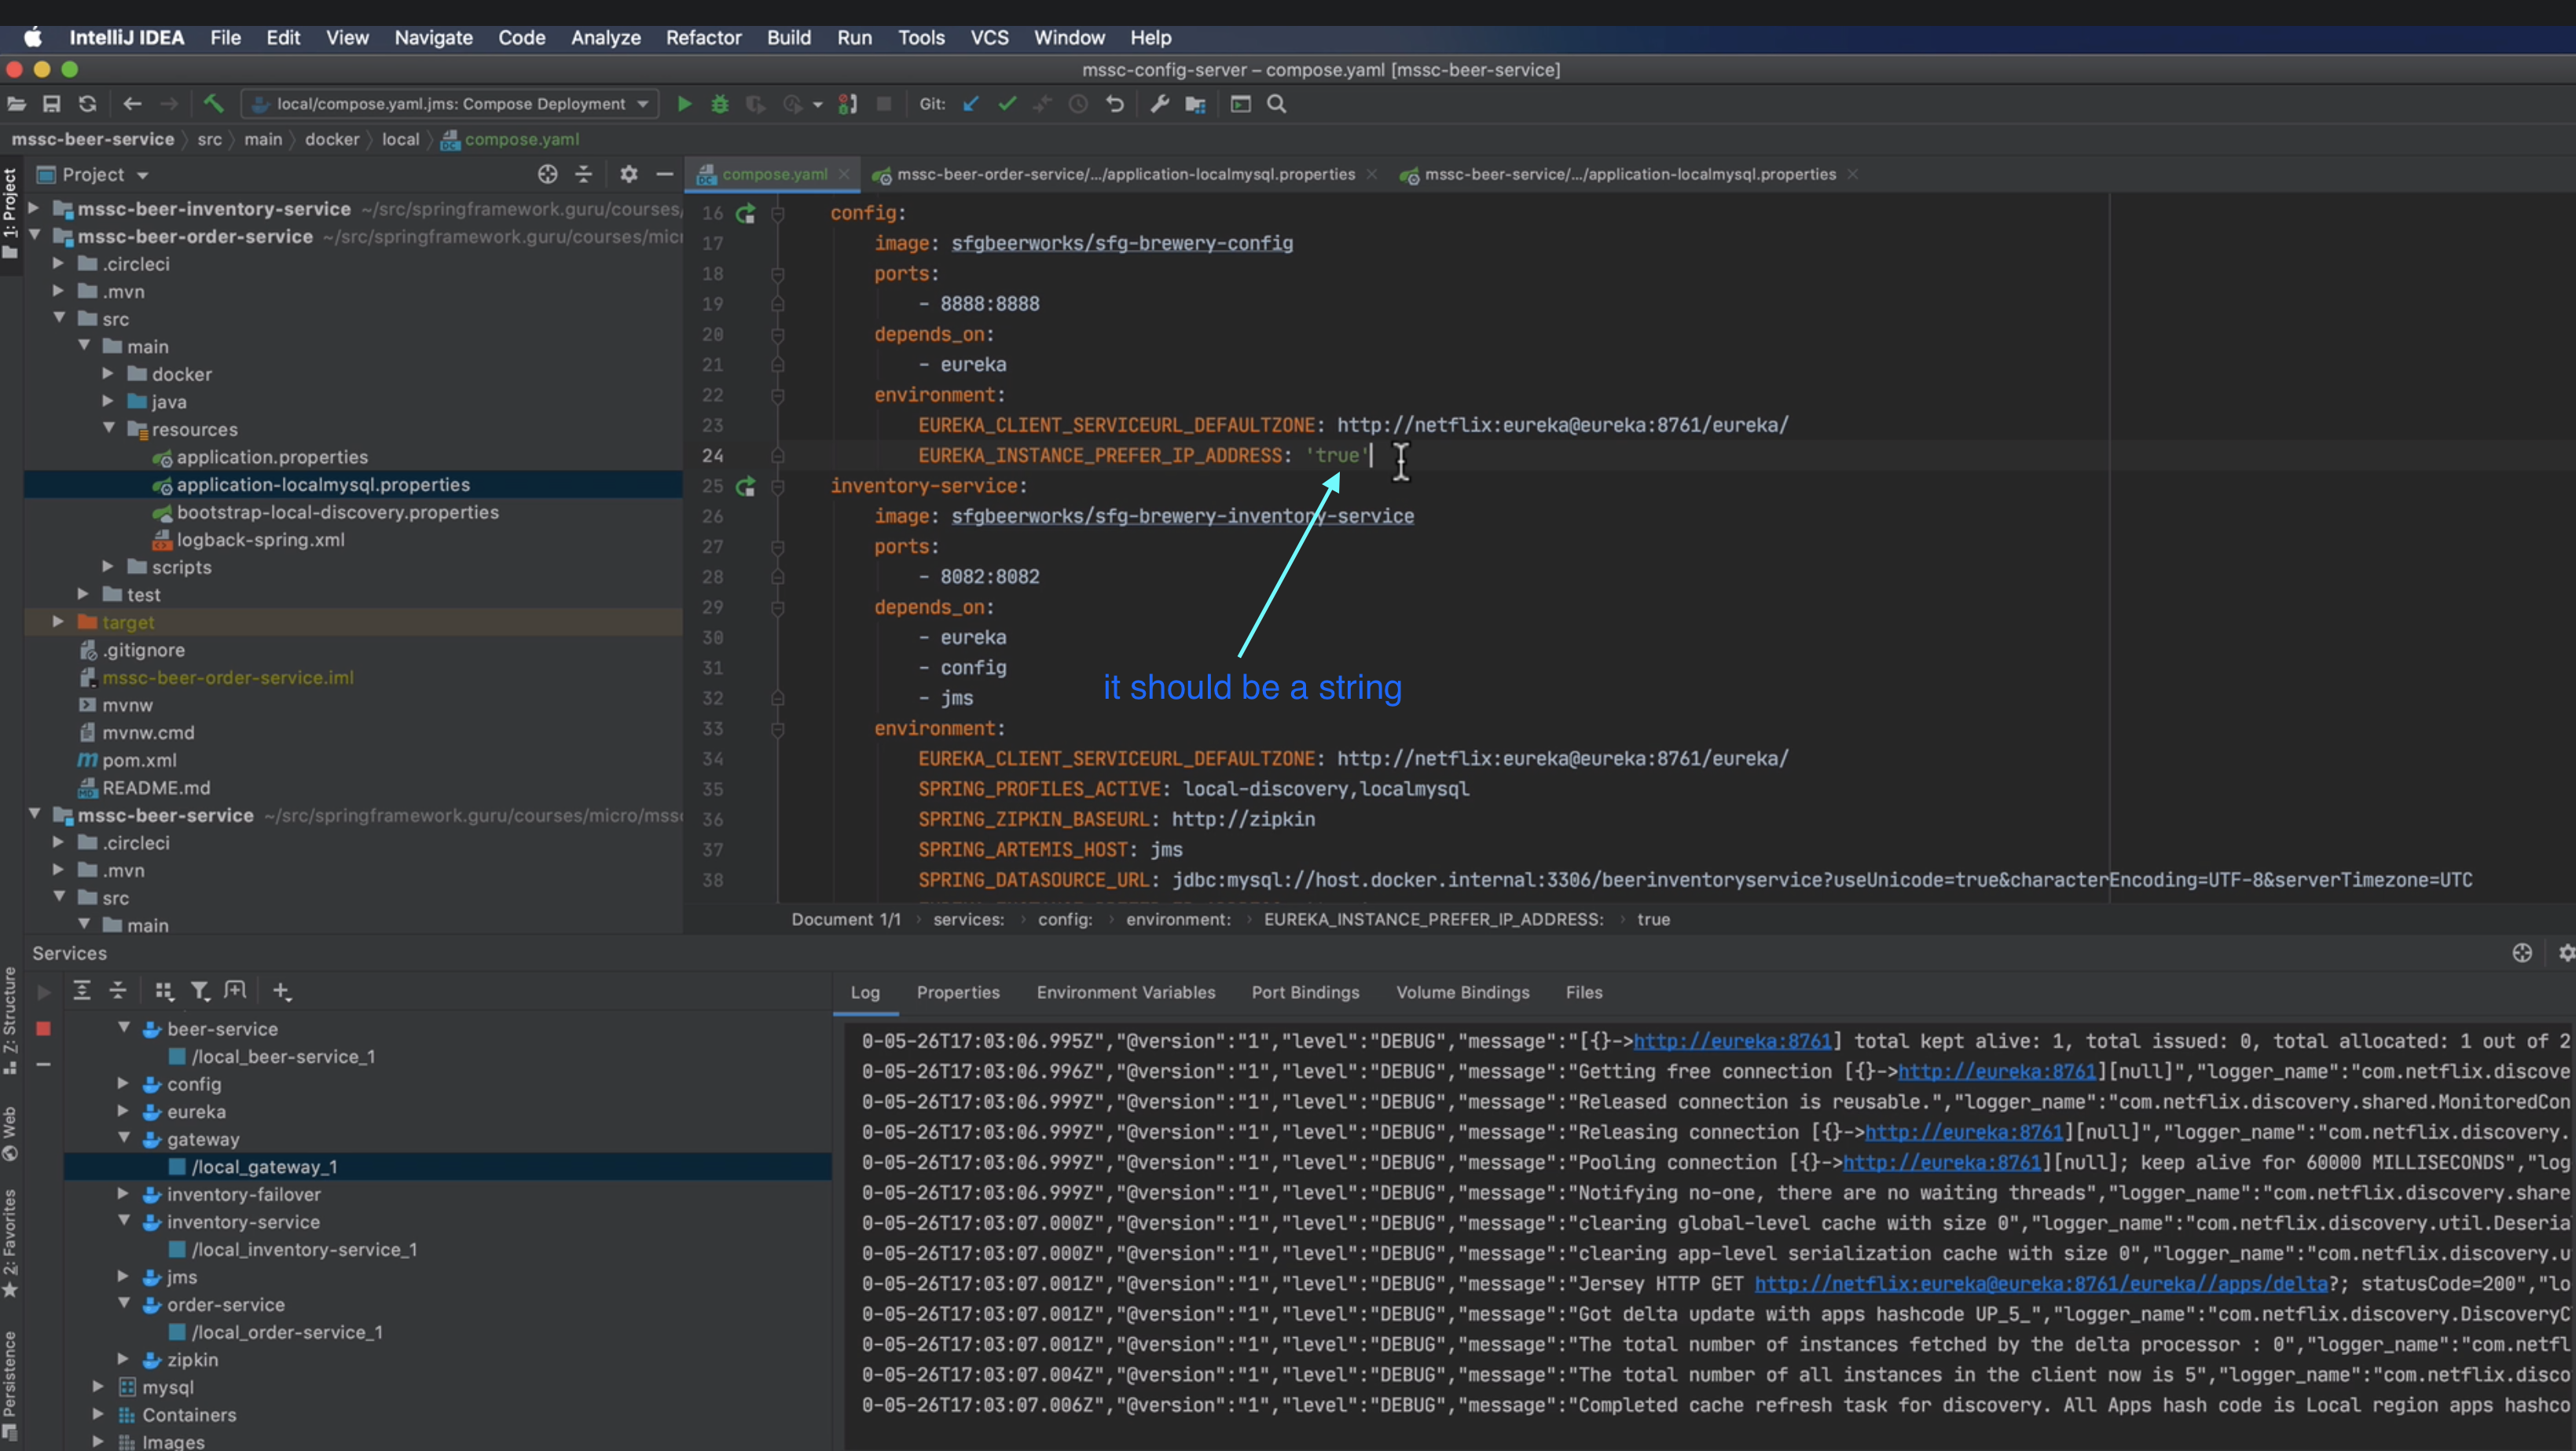 IntelliJ IDEA File Edit View Navigate Code Analyze Refactor Build Run Tools VCS Window Help
mssc-config-server – compose.yaml [mssc-beer-service]
local/compose.yaml.jms: Compose Deployment Git:
mssc-beer-service src main docker local compose.yaml
1: Project
Project
mssc-beer-inventory-service ~/src/springframework.guru/courses/
mssc-beer-order-service ~/src/springframework.guru/courses/micr
.circleci
.mvn
src
main
docker
java
resources
application.properties
application-localmysql.properties
bootstrap-local-discovery.properties
logback-spring.xml
scripts
test
target
.gitignore
mssc-beer-order-service.iml
mvnw
mvnw.cmd
pom.xml
README.md
mssc-beer-service ~/src/springframework.guru/courses/micro/mssc
.circleci
.mvn
src
main
compose.yaml mssc-beer-order-service/.../application-localmysql.properties mssc-beer-service/.../application-localmysql.properties
16 config:
17 image: sfgbeerworks/sfg-brewery-config
18 ports:
19 - 8888:8888
20 depends_on:
21 - eureka
22 environment:
23 EUREKA_CLIENT_SERVICEURL_DEFAULTZONE: http://netflix:eureka@eureka:8761/eureka/
24 EUREKA_INSTANCE_PREFER_IP_ADDRESS: 'true'
25 inventory-service:
26 image: sfgbeerworks/sfg-brewery-inventory-service
27 ports:
28 - 8082:8082
29 depends_on:
30 - eureka
31 - config
32 - jms
33 environment:
34 EUREKA_CLIENT_SERVICEURL_DEFAULTZONE: http://netflix:eureka@eureka:8761/eureka/
35 SPRING_PROFILES_ACTIVE: local-discovery,localmysql
36 SPRING_ZIPKIN_BASEURL: http://zipkin
37 SPRING_ARTEMIS_HOST: jms
38 SPRING_DATASOURCE_URL: jdbc:mysql://host.docker.internal:3306/beerinventoryservice?useUnicode=true&characterEncoding=UTF-8&serverTimezone=UTC
it should be a string
Document 1/1 services: config: environment: EUREKA_INSTANCE_PREFER_IP_ADDRESS: true
Services
Z: Structure
Web
2: Favorites
Persistence
beer-service
/local_beer-service_1
config
eureka
gateway
/local_gateway_1
inventory-failover
inventory-service
/local_inventory-service_1
jms
order-service
/local_order-service_1
zipkin
mysql
Containers
Images
Log Properties Environment Variables Port Bindings Volume Bindings Files
0-05-26T17:03:06.995Z","@version":"1","level":"DEBUG","message":"[{}->http://eureka:8761] total kept alive: 1, total issued: 0, total allocated: 1 out of 2
0-05-26T17:03:06.996Z","@version":"1","level":"DEBUG","message":"Getting free connection [{}->http://eureka:8761][null]","logger_name":"com.netflix.discove
0-05-26T17:03:06.999Z","@version":"1","level":"DEBUG","message":"Released connection is reusable.","logger_name":"com.netflix.discovery.shared.MonitoredCon
0-05-26T17:03:06.999Z","@version":"1","level":"DEBUG","message":"Releasing connection [{}->http://eureka:8761][null]","logger_name":"com.netflix.discovery.
0-05-26T17:03:06.999Z","@version":"1","level":"DEBUG","message":"Pooling connection [{}->http://eureka:8761][null]; keep alive for 60000 MILLISECONDS","log
0-05-26T17:03:06.999Z","@version":"1","level":"DEBUG","message":"Notifying no-one, there are no waiting threads","logger_name":"com.netflix.discovery.share
0-05-26T17:03:07.000Z","@version":"1","level":"DEBUG","message":"clearing global-level cache with size 0","logger_name":"com.netflix.discovery.util.Deseria
0-05-26T17:03:07.000Z","@version":"1","level":"DEBUG","message":"clearing app-level serialization cache with size 0","logger_name":"com.netflix.discovery.u
0-05-26T17:03:07.001Z","@version":"1","level":"DEBUG","message":"Jersey HTTP GET http://netflix:eureka@eureka:8761/eureka//apps/delta?; statusCode=200","lo
0-05-26T17:03:07.001Z","@version":"1","level":"DEBUG","message":"Got delta update with apps hashcode UP_5_","logger_name":"com.netflix.discovery.DiscoveryC
0-05-26T17:03:07.001Z","@version":"1","level":"DEBUG","message":"The total number of instances fetched by the delta processor : 0","logger_name":"com.netfl
0-05-26T17:03:07.004Z","@version":"1","level":"DEBUG","message":"The total number of all instances in the client now is 5","logger_name":"com.netflix.disco
0-05-26T17:03:07.006Z","@version":"1","level":"DEBUG","message":"Completed cache refresh task for discovery. All Apps hash code is Local region apps hashco